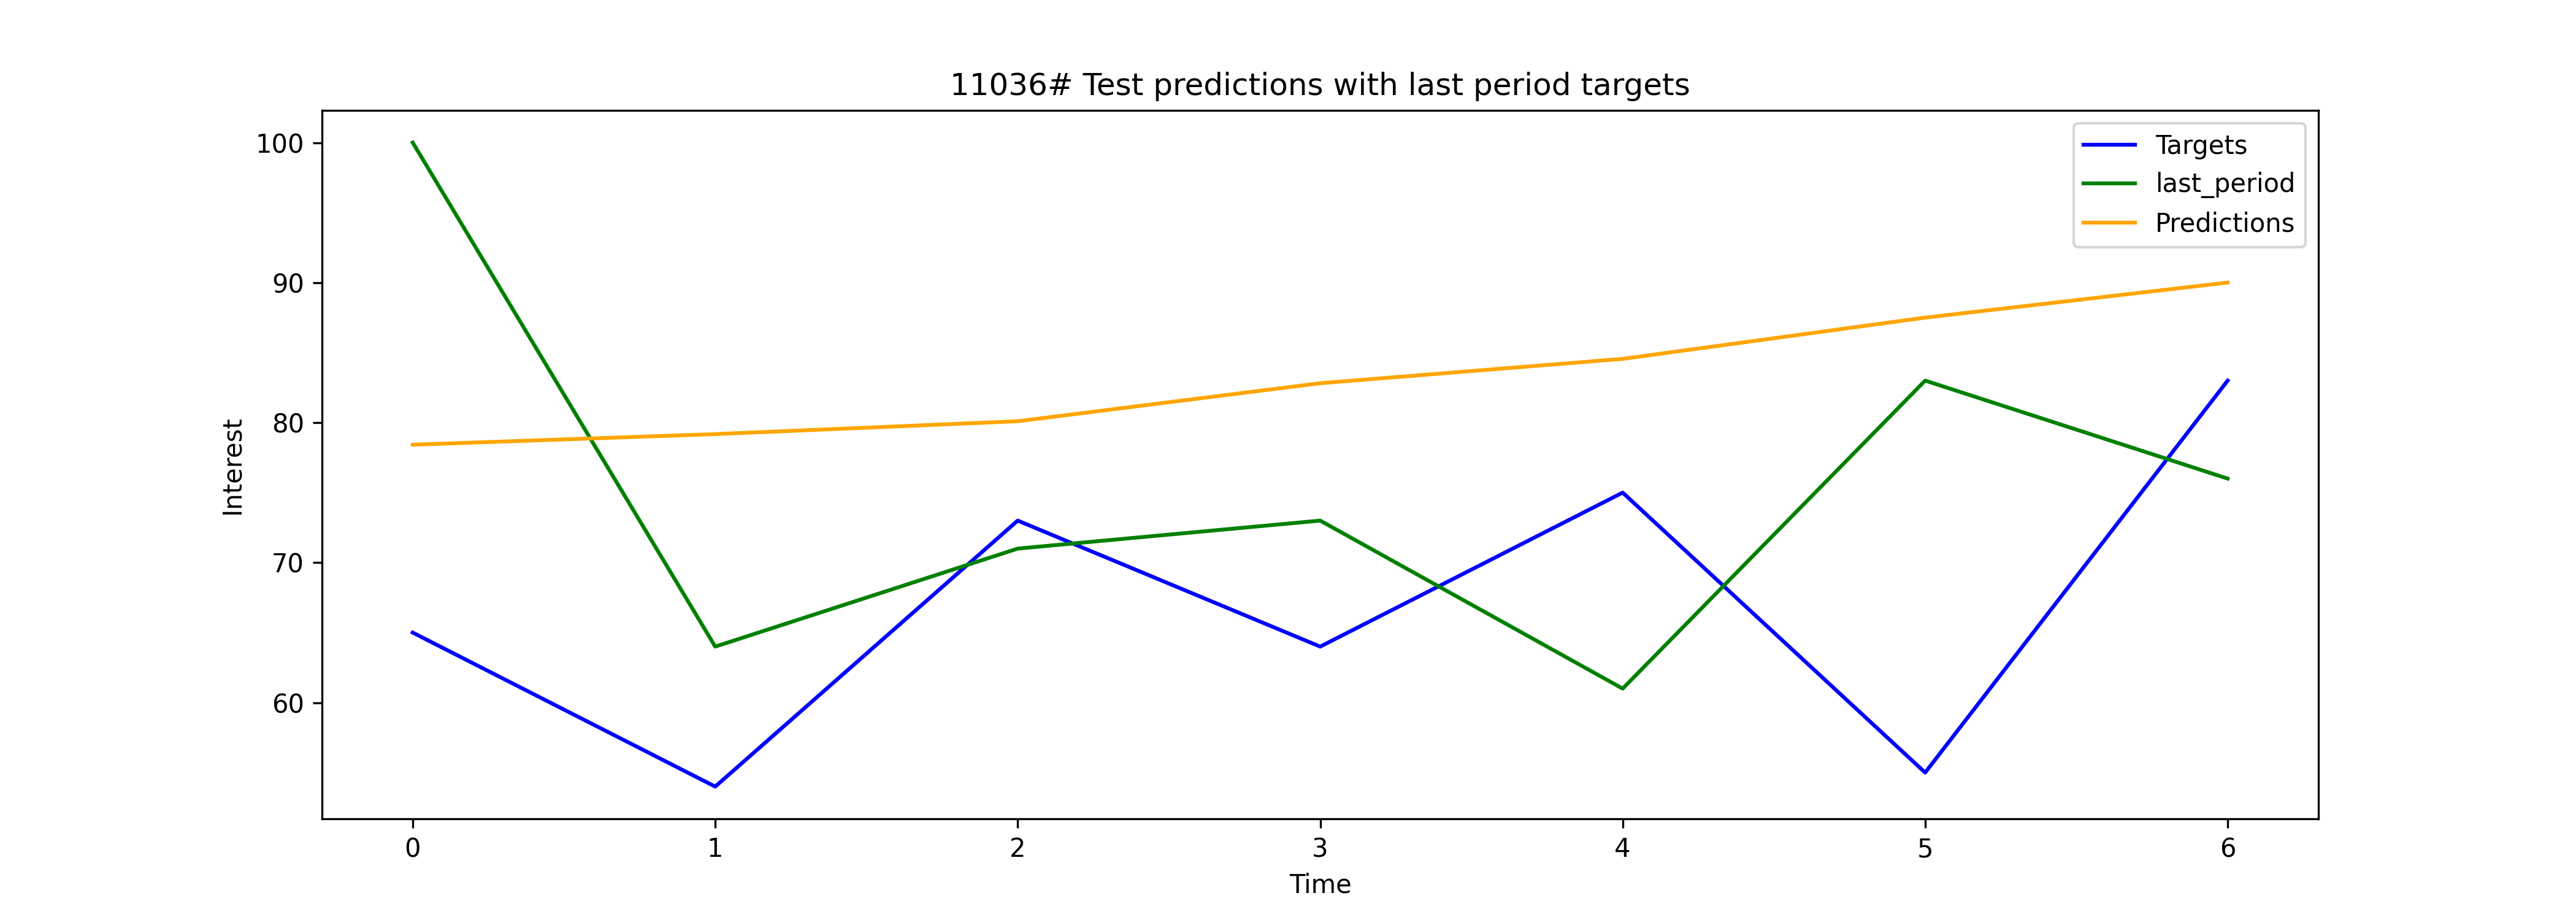 11036# Test predictions with last period targets
Targets
last_period
Predictions
100
90
80
70
60
Interest
0 1 2 3 4 5 6
Time